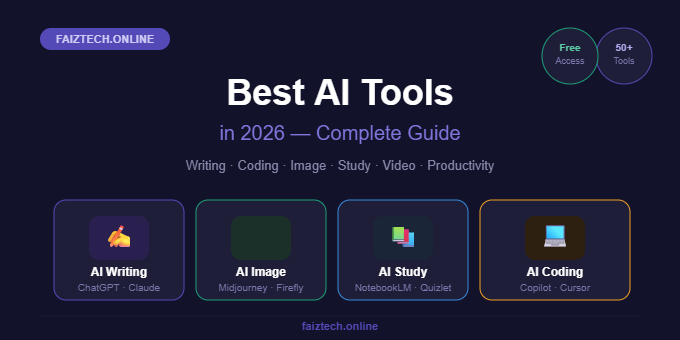 FAIZTECH.ONLINE
Free
Access
50+
Tools
Best AI Tools
in 2026 — Complete Guide
Writing · Coding · Image · Study · Video · Productivity
AI Writing
ChatGPT · Claude
AI Image
Midjourney · Firefly
AI Study
NotebookLM · Quizlet
AI Coding
Copilot · Cursor
faiztech.online